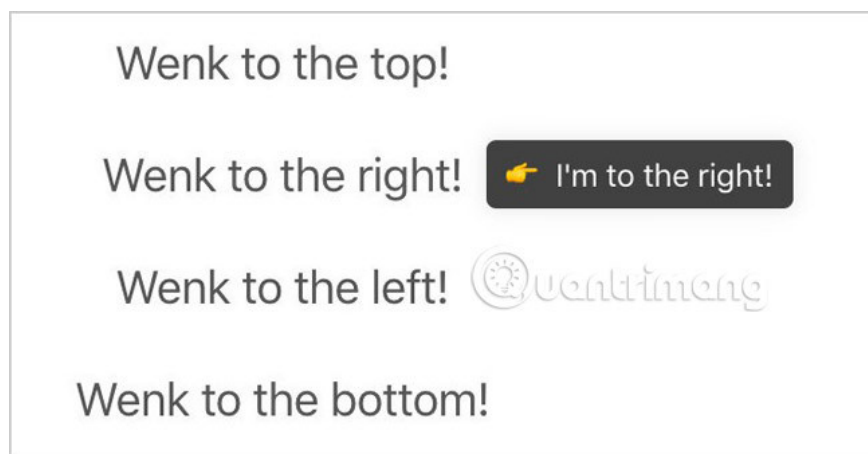 Wenk to the top!
Wenk to the right! 👉 I'm to the right!
Wenk to the left! Quantrimang
Wenk to the bottom!